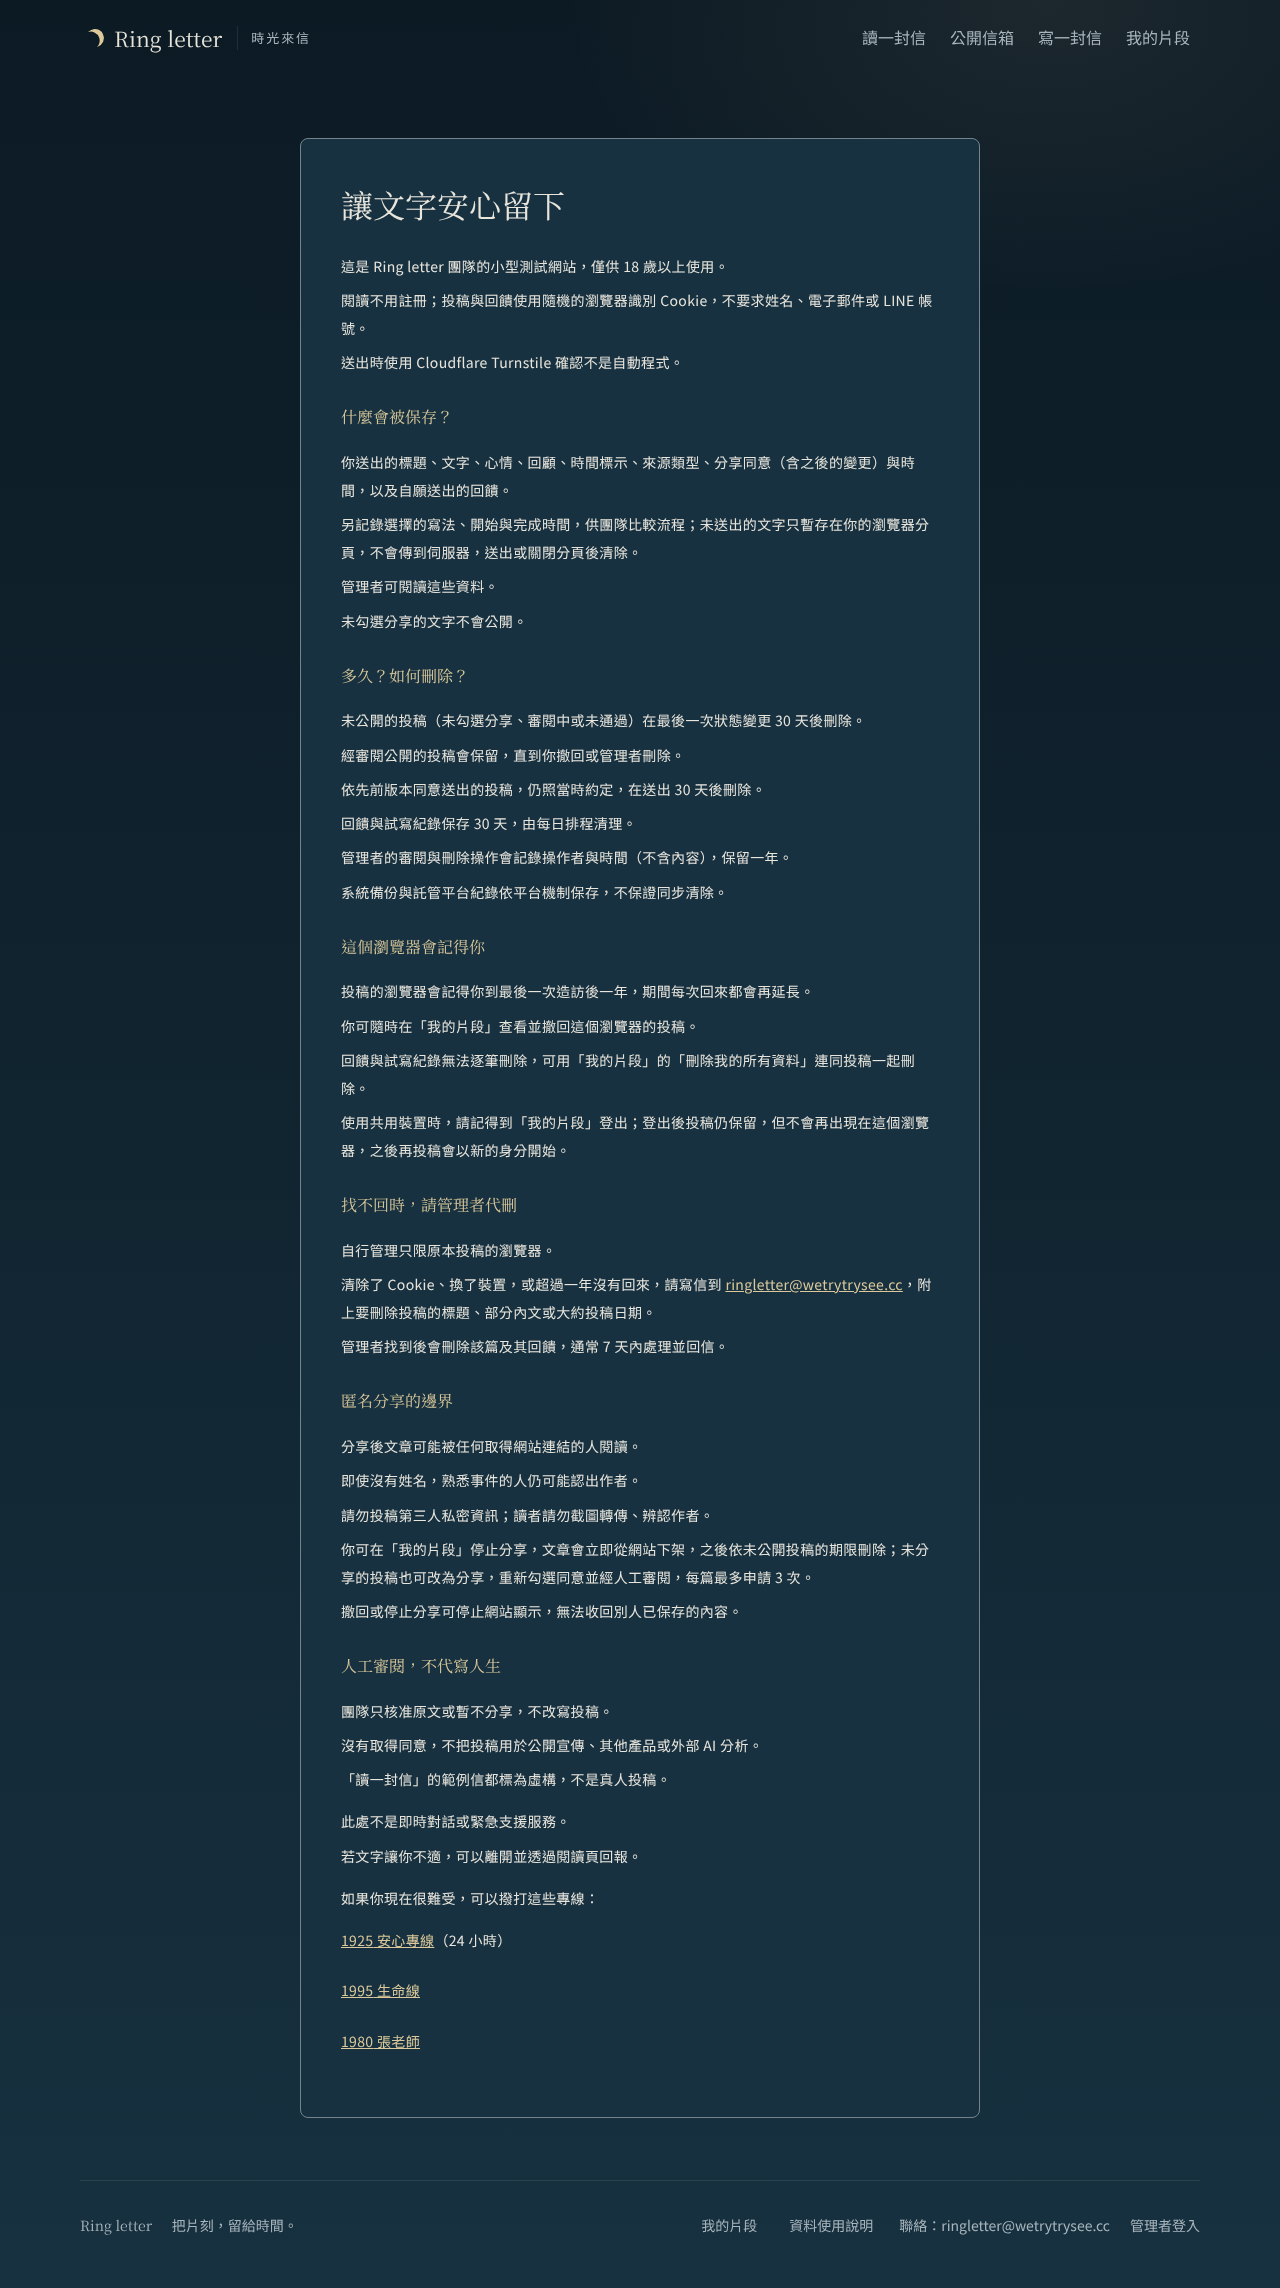 Ring letter 時光來信 讀一封信 公開信箱 寫一封信 我的片段
讓文字安心留下
這是 Ring letter 團隊的小型測試網站，僅供 18 歲以上使用。
閱讀不用註冊；投稿與回饋使用隨機的瀏覽器識別 Cookie，不要求姓名、電子郵件或 LINE 帳
號。
送出時使用 Cloudflare Turnstile 確認不是自動程式。
什麼會被保存？
你送出的標題、文字、心情、回顧、時間標示、來源類型、分享同意（含之後的變更）與時
間，以及自願送出的回饋。
另記錄選擇的寫法、開始與完成時間，供團隊比較流程；未送出的文字只暫存在你的瀏覽器分
頁，不會傳到伺服器，送出或關閉分頁後清除。
管理者可閱讀這些資料。
未勾選分享的文字不會公開。
多久？如何刪除？
未公開的投稿（未勾選分享、審閱中或未通過）在最後一次狀態變更 30 天後刪除。
經審閱公開的投稿會保留，直到你撤回或管理者刪除。
依先前版本同意送出的投稿，仍照當時約定，在送出 30 天後刪除。
回饋與試寫紀錄保存 30 天，由每日排程清理。
管理者的審閱與刪除操作會記錄操作者與時間（不含內容），保留一年。
系統備份與託管平台紀錄依平台機制保存，不保證同步清除。
這個瀏覽器會記得你
投稿的瀏覽器會記得你到最後一次造訪後一年，期間每次回來都會再延長。
你可隨時在「我的片段」查看並撤回這個瀏覽器的投稿。
回饋與試寫紀錄無法逐筆刪除，可用「我的片段」的「刪除我的所有資料」連同投稿一起刪
除。
使用共用裝置時，請記得到「我的片段」登出；登出後投稿仍保留，但不會再出現在這個瀏覽
器，之後再投稿會以新的身分開始。
找不回時，請管理者代刪
自行管理只限原本投稿的瀏覽器。
清除了 Cookie、換了裝置，或超過一年沒有回來，請寫信到 ringletter@wetrytrysee.cc，附
上要刪除投稿的標題、部分內文或大約投稿日期。
管理者找到後會刪除該篇及其回饋，通常 7 天內處理並回信。
匿名分享的邊界
分享後文章可能被任何取得網站連結的人閱讀。
即使沒有姓名，熟悉事件的人仍可能認出作者。
請勿投稿第三人私密資訊；讀者請勿截圖轉傳、辨認作者。
你可在「我的片段」停止分享，文章會立即從網站下架，之後依未公開投稿的期限刪除；未分
享的投稿也可改為分享，重新勾選同意並經人工審閱，每篇最多申請 3 次。
撤回或停止分享可停止網站顯示，無法收回別人已保存的內容。
人工審閱，不代寫人生
團隊只核准原文或暫不分享，不改寫投稿。
沒有取得同意，不把投稿用於公開宣傳、其他產品或外部 AI 分析。
「讀一封信」的範例信都標為虛構，不是真人投稿。
此處不是即時對話或緊急支援服務。
若文字讓你不適，可以離開並透過閱讀頁回報。
如果你現在很難受，可以撥打這些專線：
1925 安心專線（24 小時）
1995 生命線
1980 張老師
Ring letter 把片刻，留給時間。 我的片段 資料使用說明 聯絡：ringletter@wetrytrysee.cc 管理者登入